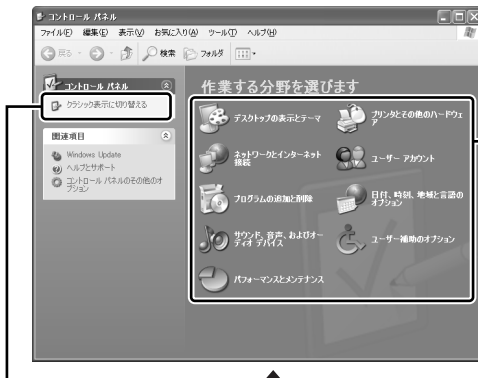 コントロール パネル
ファイル(F) 編集(E) 表示(V) お気に入り(A) ツール(T) ヘルプ(H)
戻る 検索 フォルダ
コントロール パネル
クラシック表示に切り替える
関連項目
Windows Update
ヘルプとサポート
コントロール パネルのその他のオ
プション
作業する分野を選びます
デスクトップの表示とテーマ
プリンタとその他のハードウェ
ア
ネットワークとインターネット
接続
ユーザー アカウント
プログラムの追加と削除
日付、時刻、地域と言語の
オプション
サウンド、音声、およびオー
ディオ デバイス
ユーザー補助のオプション
パフォーマンスとメンテナンス